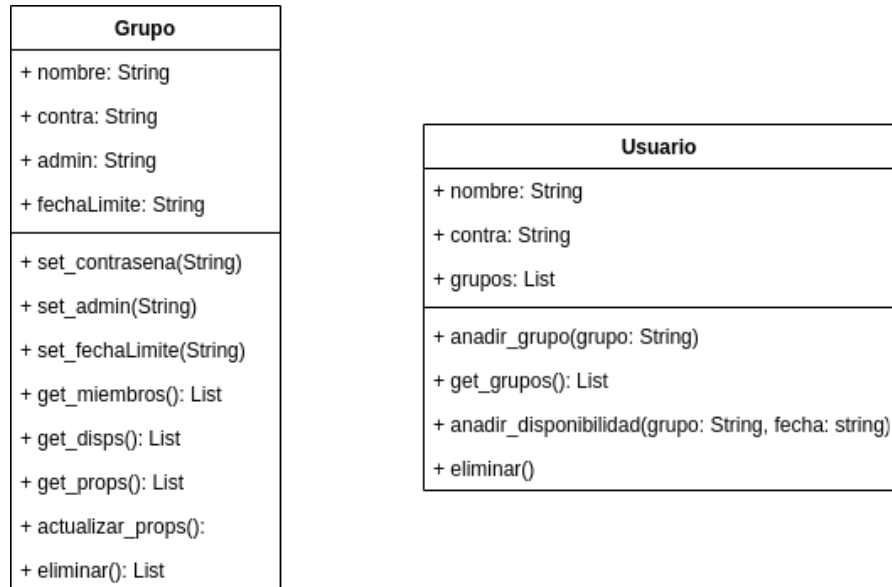 Grupo
+ nombre: String
+ contra: String
+ admin: String
+ fechaLimite: String
+ set_contrasena(String)
+ set_admin(String)
+ set_fechaLimite(String)
+ get_miembros(): List
+ get_disps(): List
+ get_props(): List
+ actualizar_props():
+ eliminar(): List
Usuario
+ nombre: String
+ contra: String
+ grupos: List
+ anadir_grupo(grupo: String)
+ get_grupos(): List
+ anadir_disponibilidad(grupo: String, fecha: string)
+ eliminar()